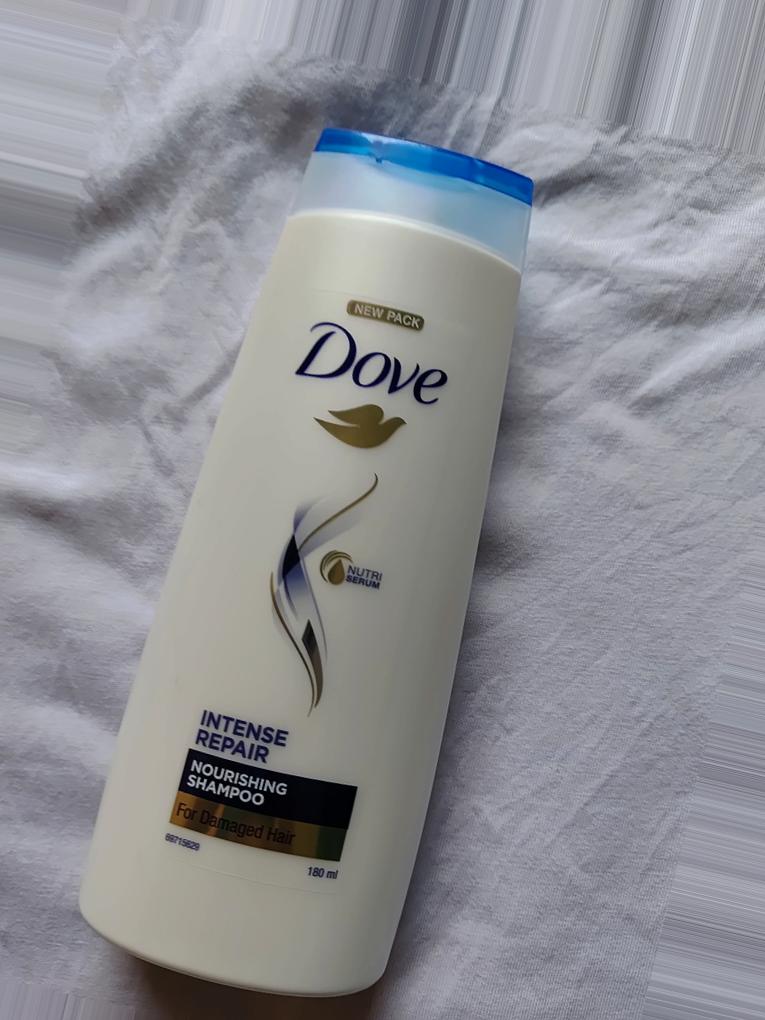 NEW PACK
Dove
NUTRI
SERUM
INTENSE
REPAIR
NOURISHING
SHAMPOO
For Damaged Hair
180 ml